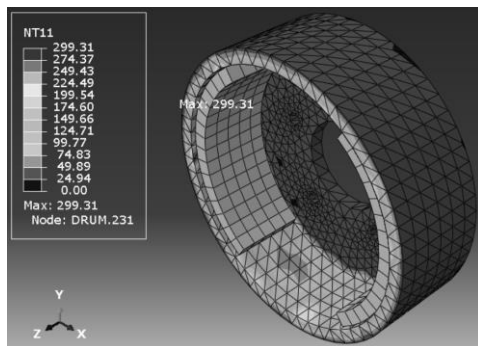 NT11
299.31
274.37
249.43
224.49
199.54
174.60
149.66
124.71
99.77
74.83
49.89
24.94
0.00
Max: 299.31
Node: DRUM.231
Max: 299.31
Y
Z
X